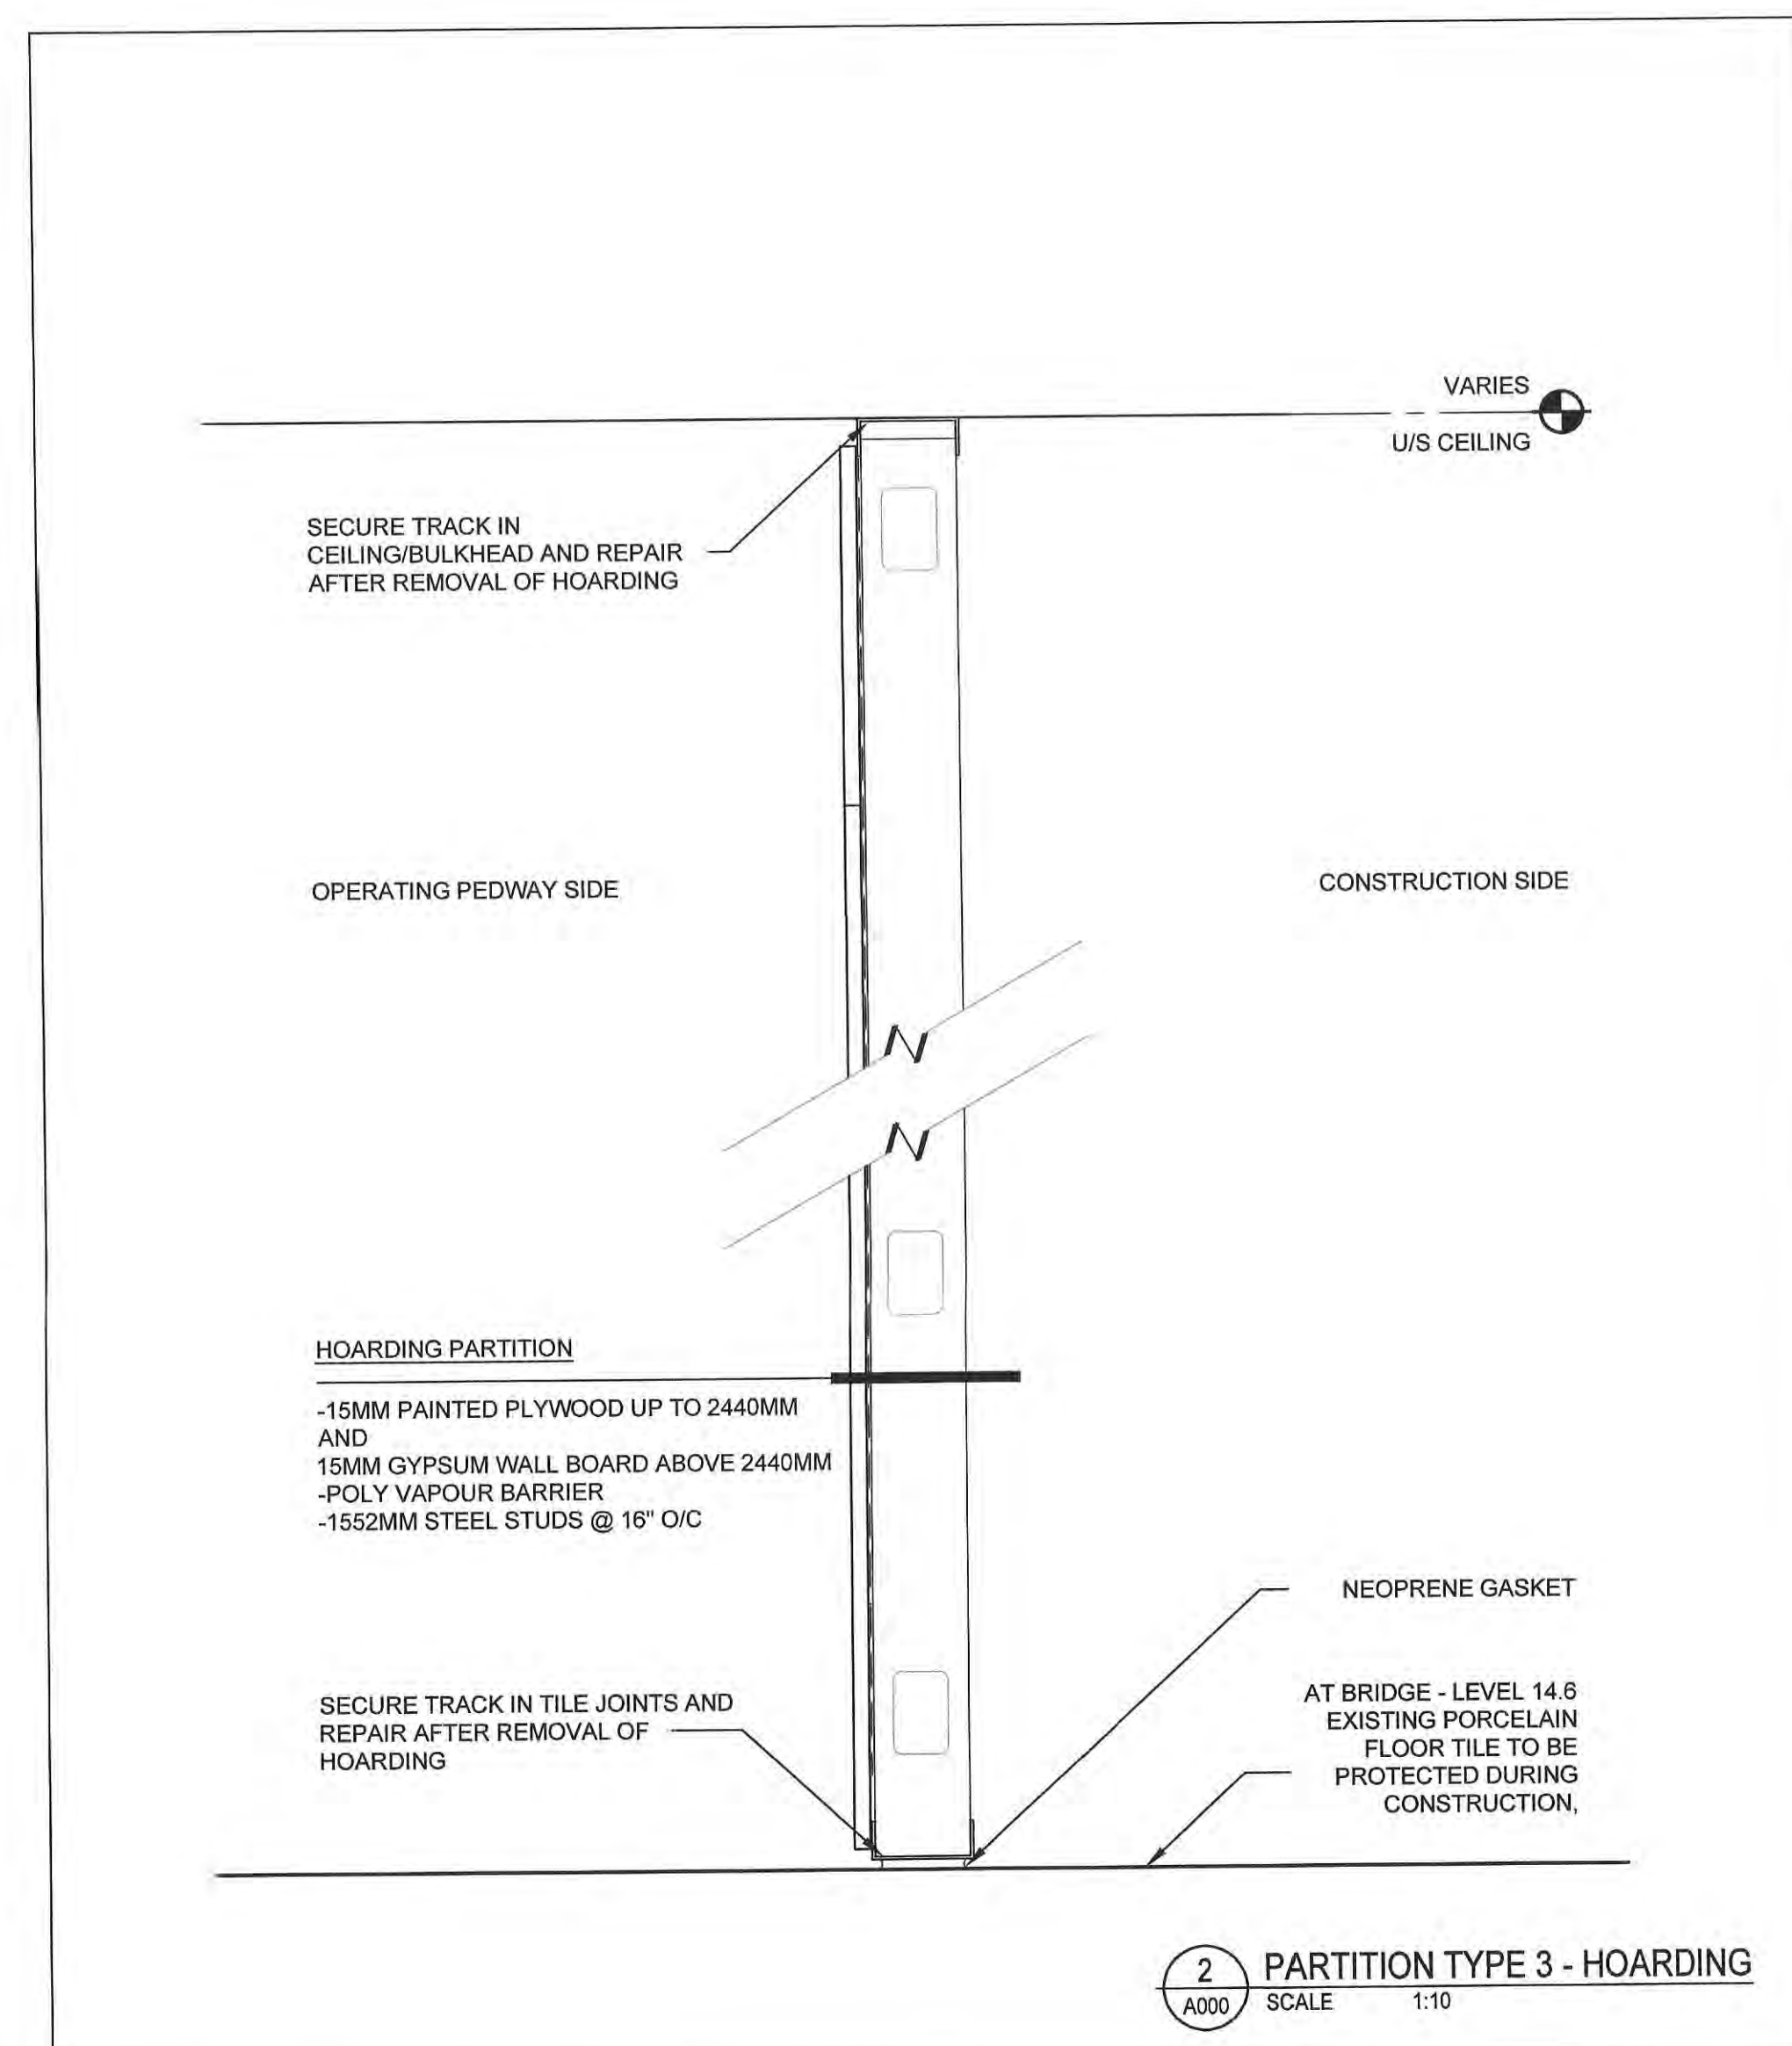 VARIES
U/S CEILING
SECURE TRACK IN
CEILING/BULKHEAD AND REPAIR
AFTER REMOVAL OF HOARDING
OPERATING PEDWAY SIDE
CONSTRUCTION SIDE
HOARDING PARTITION
-15MM PAINTED PLYWOOD UP TO 2440MM
AND
15MM GYPSUM WALL BOARD ABOVE 2440MM
-POLY VAPOUR BARRIER
-1552MM STEEL STUDS @ 16" O/C
NEOPRENE GASKET
SECURE TRACK IN TILE JOINTS AND
REPAIR AFTER REMOVAL OF
HOARDING
AT BRIDGE - LEVEL 14.6
EXISTING PORCELAIN
FLOOR TILE TO BE
PROTECTED DURING
CONSTRUCTION,
2
A000
PARTITION TYPE 3 - HOARDING
SCALE 1:10